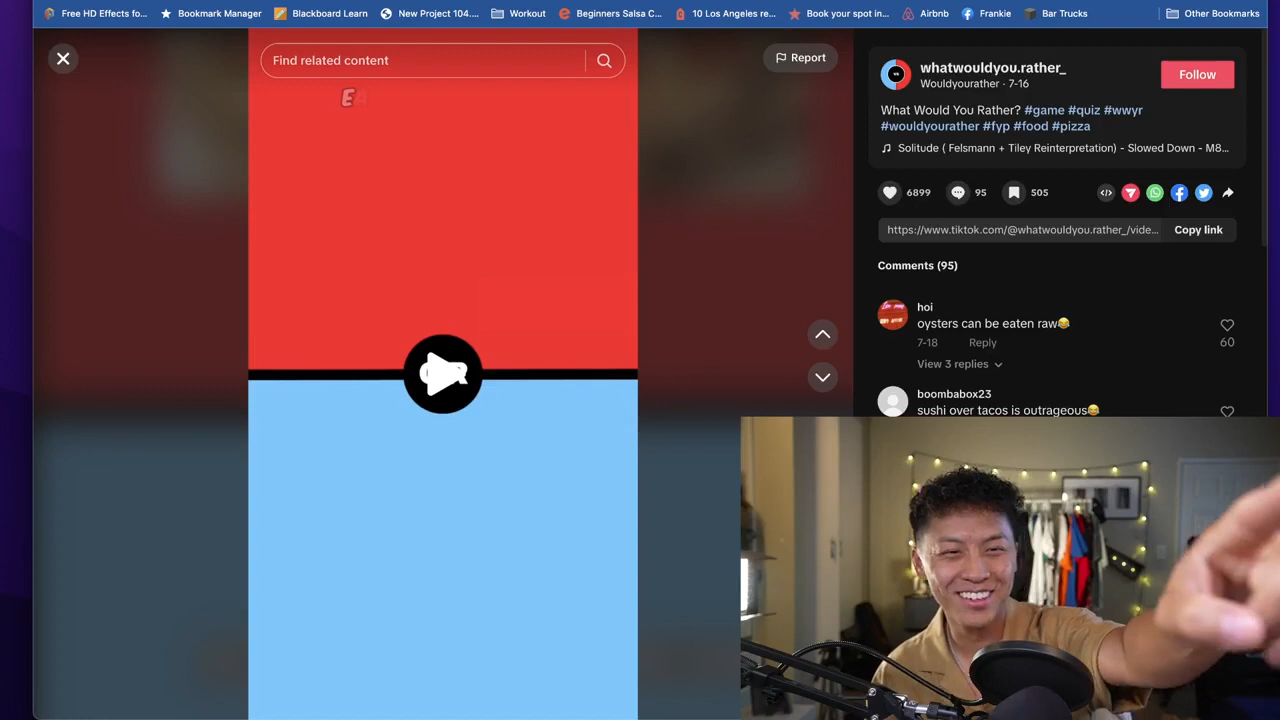 Free HD Effects fo...
Bookmark Manager
Blackboard Learn
New Project 104....
Workout
Beginners Salsa C...
10 Los Angeles re...
Book your spot in...
Airbnb
Frankie
Bar Trucks
Other Bookmarks
Find related content
Report
E
whatwouldyou.rather_
Wouldyourather · 7-16
Follow
What Would You Rather? #game #quiz #wwyr
#wouldyourather #fyp #food #pizza
Solitude ( Felsmann + Tiley Reinterpretation) - Slowed Down - M8...
6899
95
505
https://www.tiktok.com/@whatwouldyou.rather_/vide...
Copy link
Comments (95)
hoi
oysters can be eaten raw😂
7-18
Reply
60
View 3 replies
boombabox23
sushi over tacos is outrageous😂